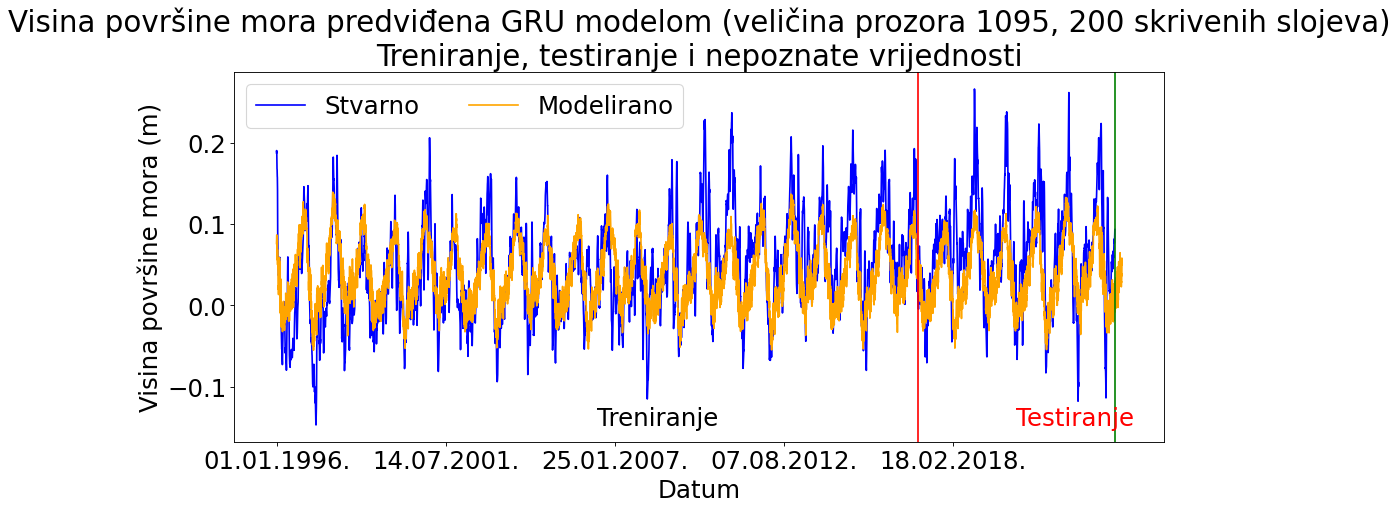 Visina površine mora predviđena GRU modelom (veličina prozora 1095, 200 skrivenih slojeva)
Treniranje, testiranje i nepoznate vrijednosti
Stvarno
Modelirano
Visina površine mora (m)
0.2
0.1
0.0
−0.1
Treniranje
Testiranje
01.01.1996.
14.07.2001.
25.01.2007.
07.08.2012.
18.02.2018.
Datum